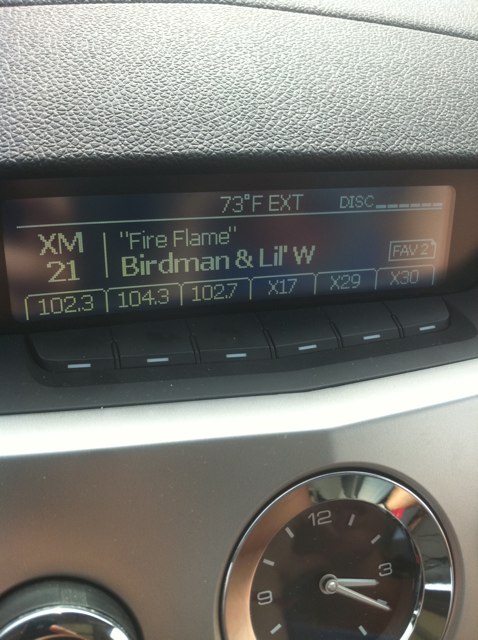 73°F EXT DISC
XM "Fire Flame"
21 Birdman & Lil' W
FAV 2
102.3 104.3 102.7 X17 X29 X30
12
3
9